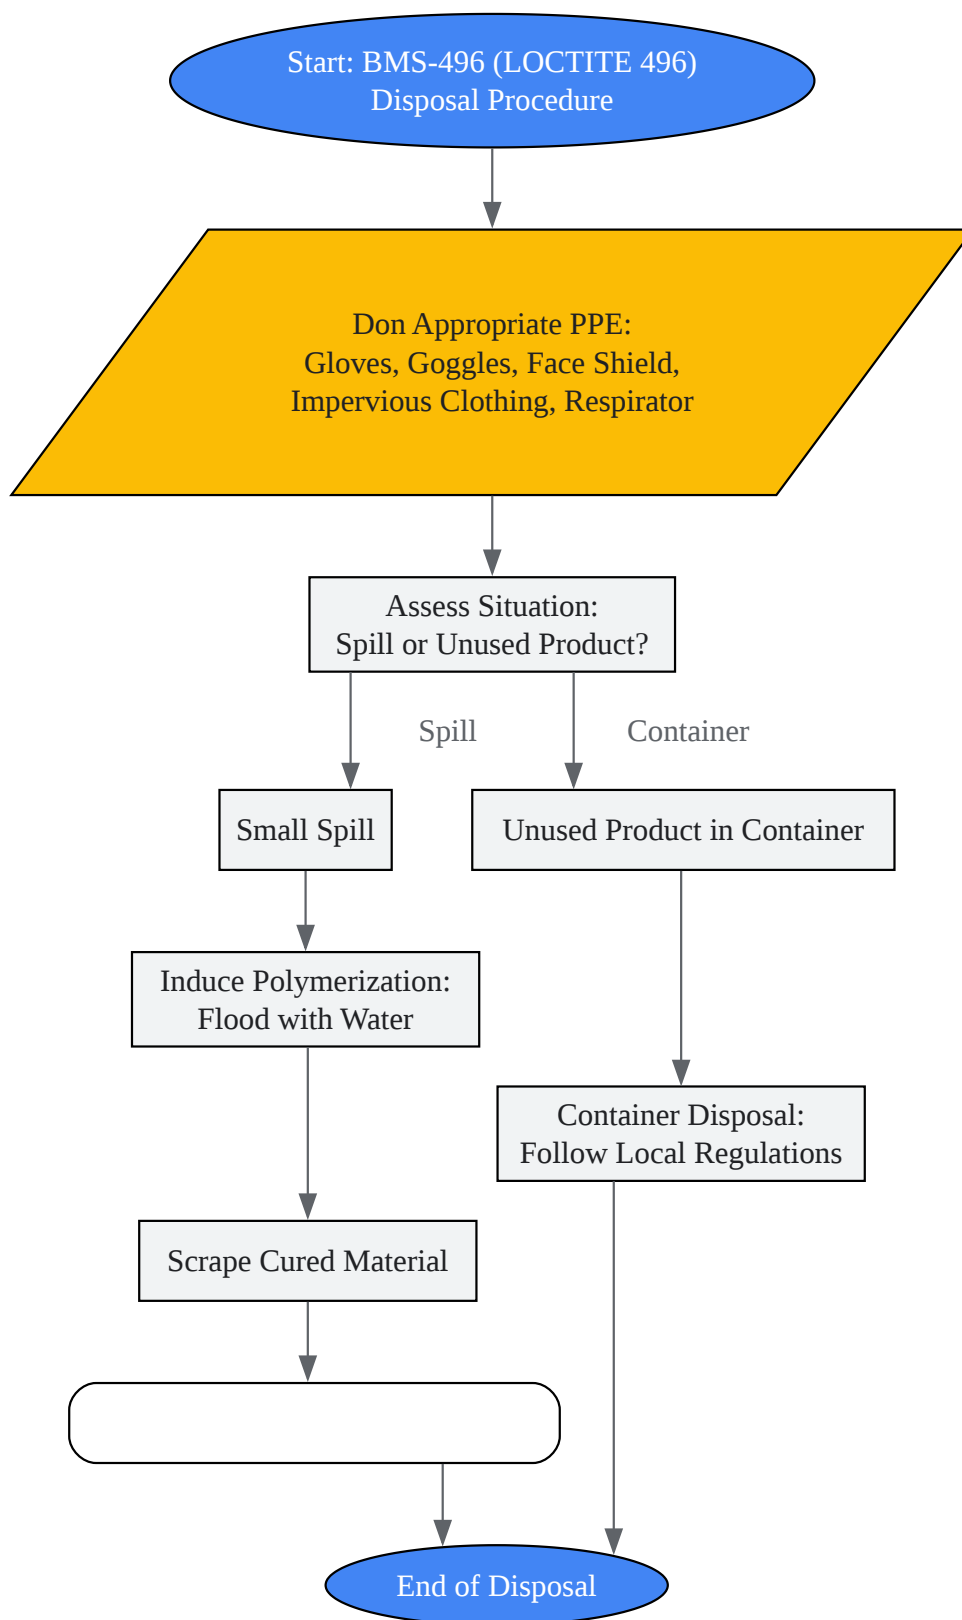 Start: BMS-496 (LOCTITE 496)
Disposal Procedure
Don Appropriate PPE:
Gloves, Goggles, Face Shield,
Impervious Clothing, Respirator
Assess Situation:
Spill or Unused Product?
Spill
Container
Small Spill
Unused Product in Container
Induce Polymerization:
Flood with Water
Container Disposal:
Follow Local Regulations
Scrape Cured Material
End of Disposal